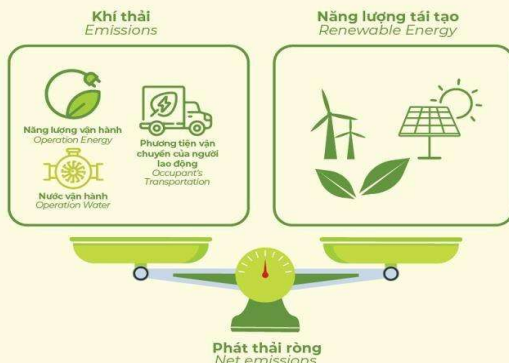 Khí thải
Emissions
Năng lượng tái tạo
Renewable Energy
Năng lượng vận hành
Operation Energy
Phương tiện vận
chuyển của người
lao động
Occupant's
Transportation
Nước vận hành
Operation Water
Phát thải ròng
Net emissions